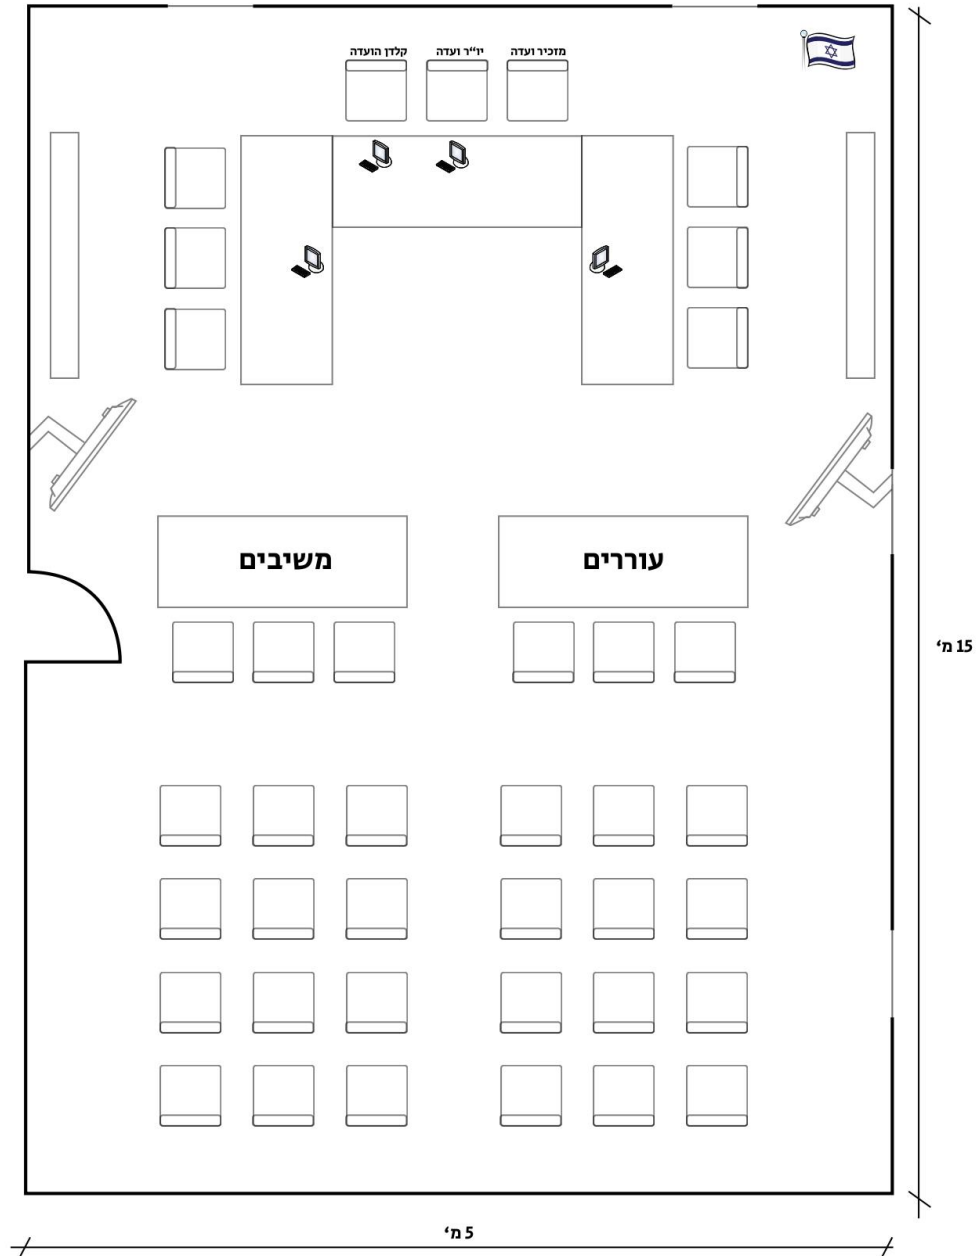 מזכיר ועדה
יו"ר ועדה
קלדן הועדה
עוררים
משיבים
15 מ'
5 מ'